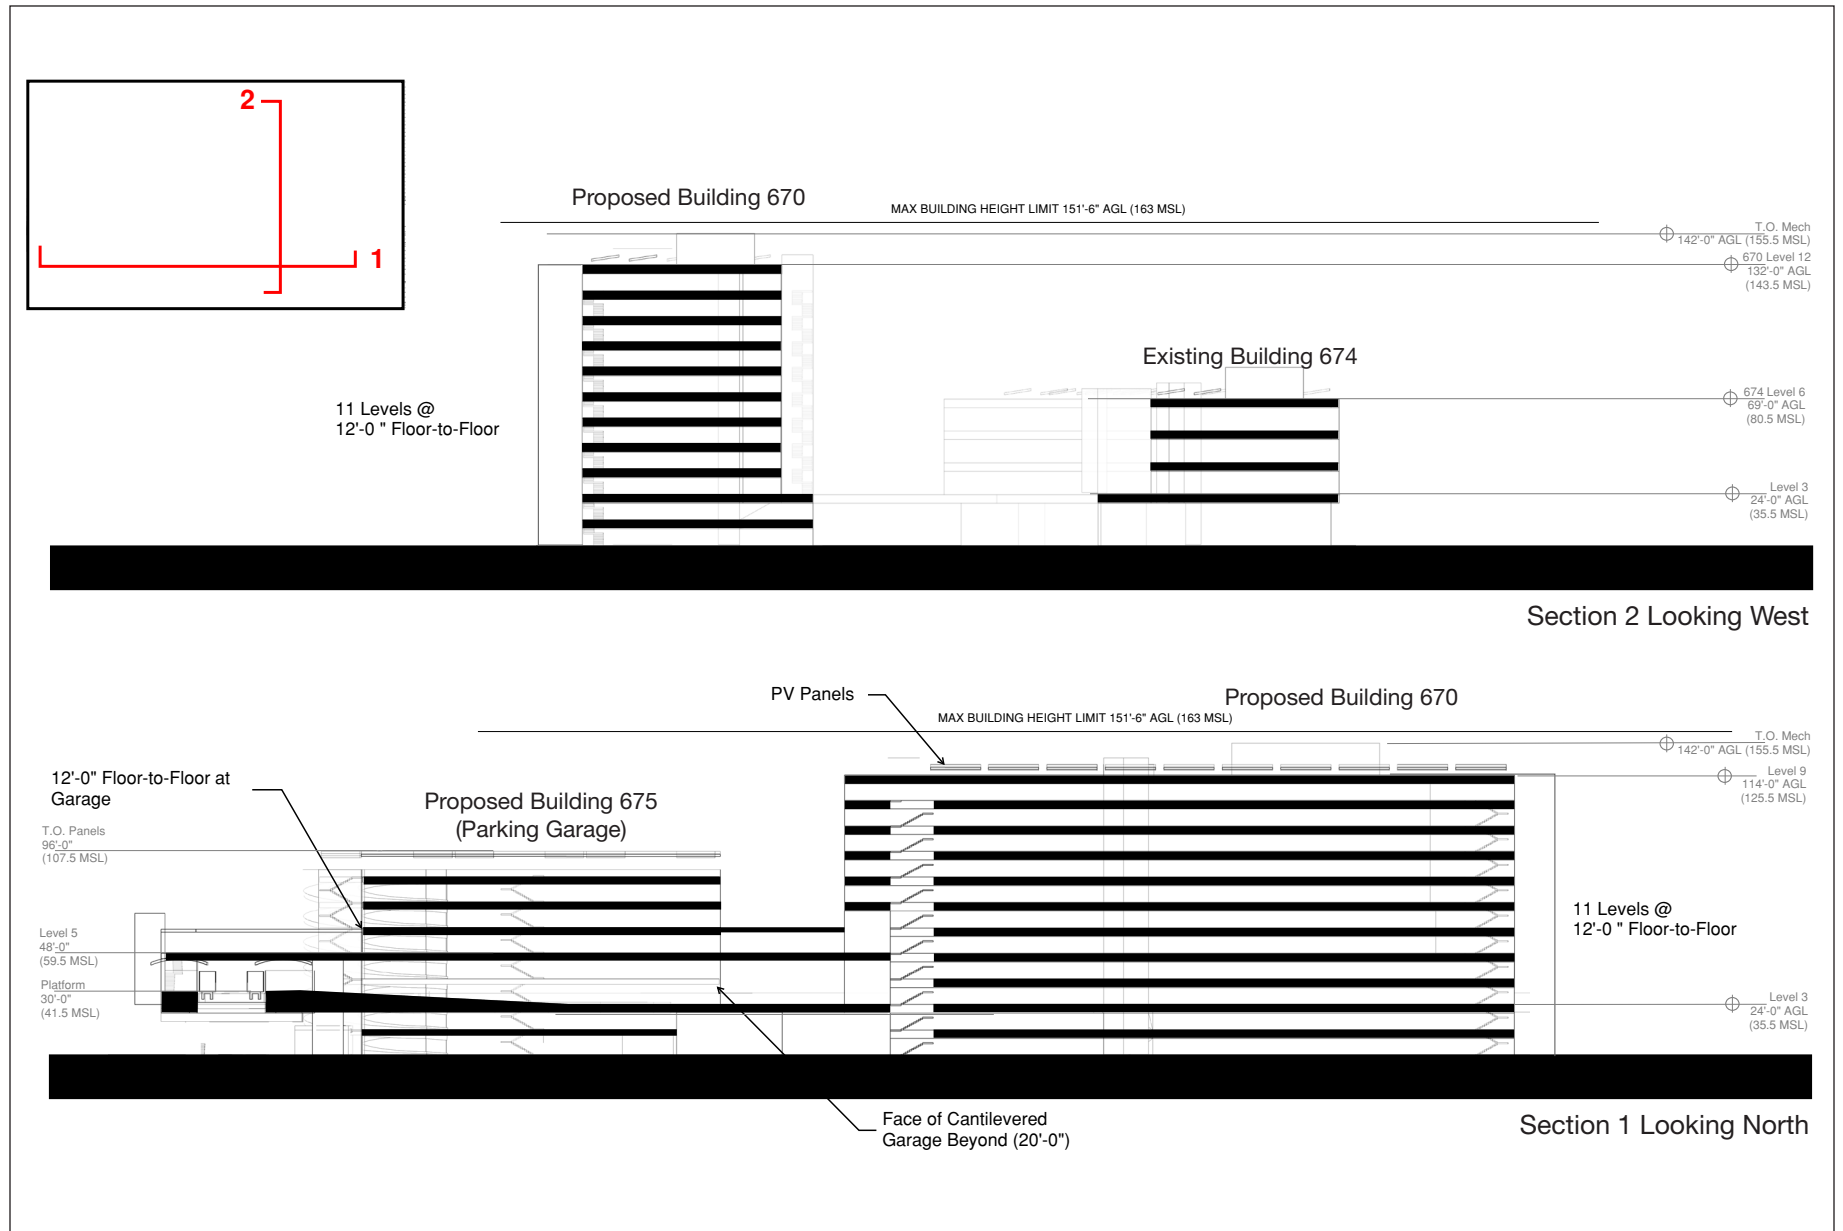 2
1
Proposed Building 670
MAX BUILDING HEIGHT LIMIT 151'-6" AGL (163 MSL)
T.O. Mech
142'-0" AGL (155.5 MSL)
670 Level 12
132'-0" AGL
(143.5 MSL)
Existing Building 674
11 Levels @
12'-0 " Floor-to-Floor
674 Level 6
69'-0" AGL
(80.5 MSL)
Level 3
24'-0" AGL
(35.5 MSL)
Section 2 Looking West
PV Panels
Proposed Building 670
MAX BUILDING HEIGHT LIMIT 151'-6" AGL (163 MSL)
T.O. Mech
142'-0" AGL (155.5 MSL)
12'-0" Floor-to-Floor at
Garage
Proposed Building 675
(Parking Garage)
Level 9
114'-0" AGL
(125.5 MSL)
T.O. Panels
96'-0"
(107.5 MSL)
11 Levels @
12'-0 " Floor-to-Floor
Level 5
48'-0"
(59.5 MSL)
Platform
30'-0"
(41.5 MSL)
Level 3
24'-0" AGL
(35.5 MSL)
Face of Cantilevered
Garage Beyond (20'-0")
Section 1 Looking North